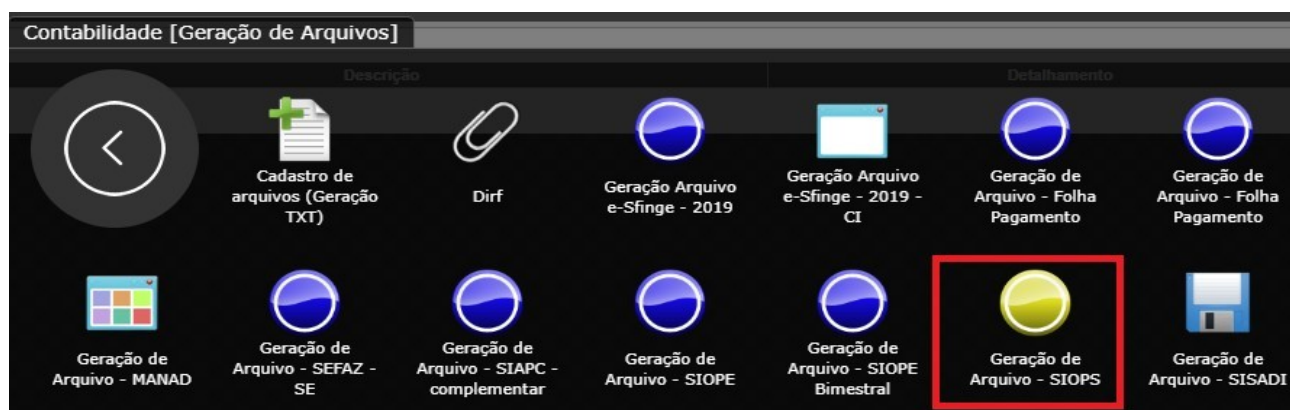 Contabilidade [Geração de Arquivos]
Descrição
Detalhamento
Cadastro de
arquivos (Geração
TXT)
Dirf
Geração Arquivo
e-Sfinge - 2019
Geração Arquivo
e-Sfinge - 2019 -
CI
Geração de
Arquivo - Folha
Pagamento
Geração de
Arquivo - Folha
Pagamento
Geração de
Arquivo - MANAD
Geração de
Arquivo - SEFAZ -
SE
Geração de
Arquivo - SIAPC -
complementar
Geração de
Arquivo - SIOPE
Geração de
Arquivo - SIOPE
Bimestral
Geração de
Arquivo - SIOPS
Geração de
Arquivo - SISADI